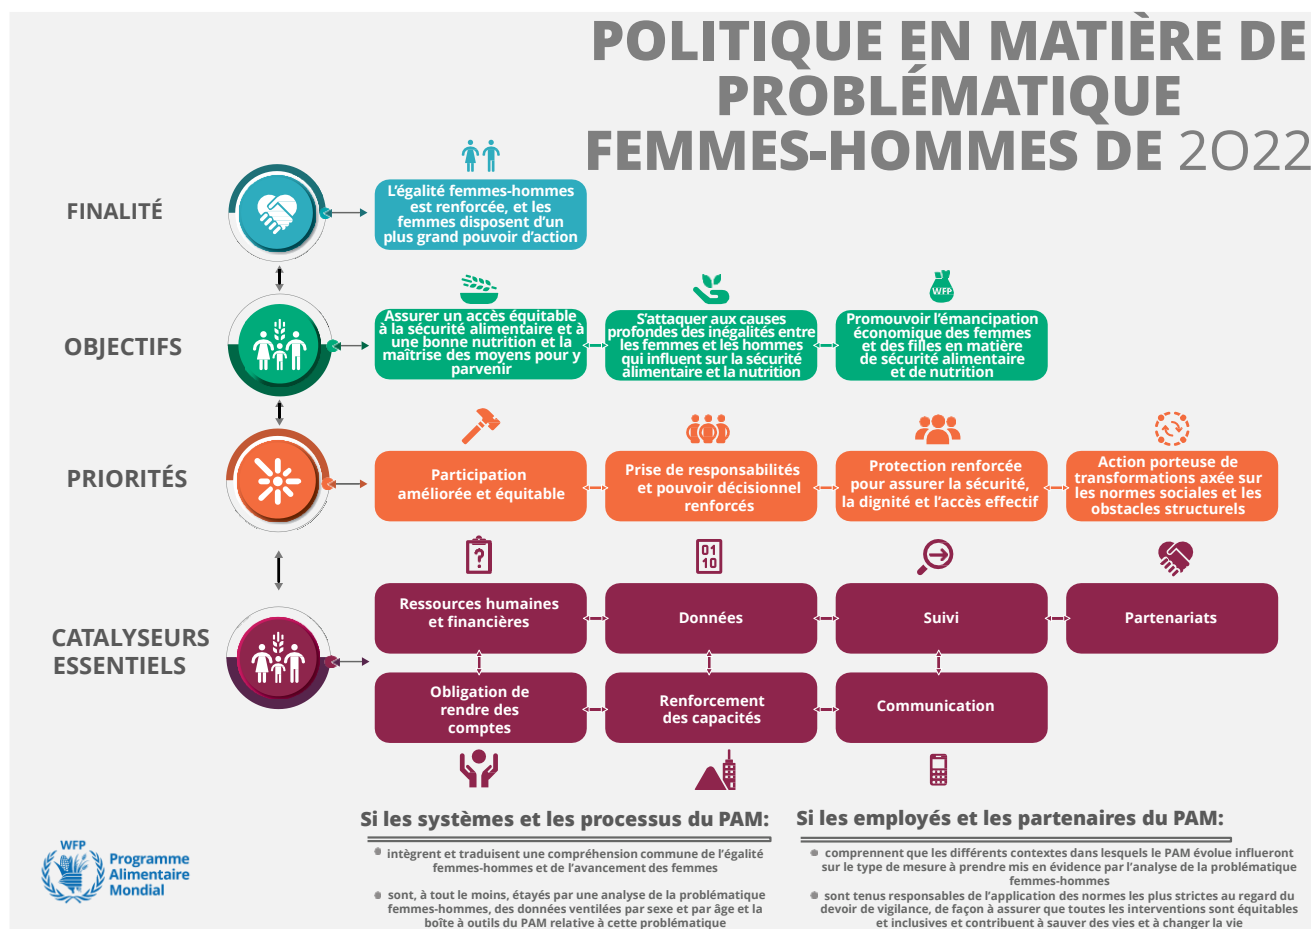 POLITIQUE EN MATIÈRE DE
PROBLÉMATIQUE
FEMMES-HOMMES DE 2022
FINALITÉ
L'égalité femmes-hommes
est renforcée, et les
femmes disposent d'un
plus grand pouvoir d'action
OBJECTIFS
Assurer un accès équitable
à la sécurité alimentaire et à
une bonne nutrition et la
maîtrise des moyens pour y
parvenir
S'attaquer aux causes
profondes des inégalités entre
les femmes et les hommes
qui influent sur la sécurité
alimentaire et la nutrition
WFP
Promouvoir l'émancipation
économique des femmes
et des filles en matière
de sécurité alimentaire
et de nutrition
PRIORITÉS
Participation
améliorée et équitable
Prise de responsabilités
et pouvoir décisionnel
renforcés
Protection renforcée
pour assurer la sécurité,
la dignité et l'accès effectif
Action porteuse de
transformations axée sur
les normes sociales et les
obstacles structurels
CATALYSEURS
ESSENTIELS
?
01
10
Ressources humaines
et financières
Données
Suivi
Partenariats
Obligation de
rendre des
comptes
Renforcement
des capacités
Communication
Si les systèmes et les processus du PAM:
intègrent et traduisent une compréhension commune de l'égalité
femmes-hommes et de l'avancement des femmes
sont, à tout le moins, étayés par une analyse de la problématique
femmes-hommes, des données ventilées par sexe et par âge et la
boîte à outils du PAM relative à cette problématique
Si les employés et les partenaires du PAM:
comprennent que les différents contextes dans lesquels le PAM évolue influeront
sur le type de mesure à prendre mis en évidence par l'analyse de la problématique
femmes-hommes
sont tenus responsables de l'application des normes les plus strictes au regard du
devoir de vigilance, de façon à assurer que toutes les interventions sont équitables
et inclusives et contribuent à sauver des vies et à changer la vie
WFP
Programme
Alimentaire
Mondial